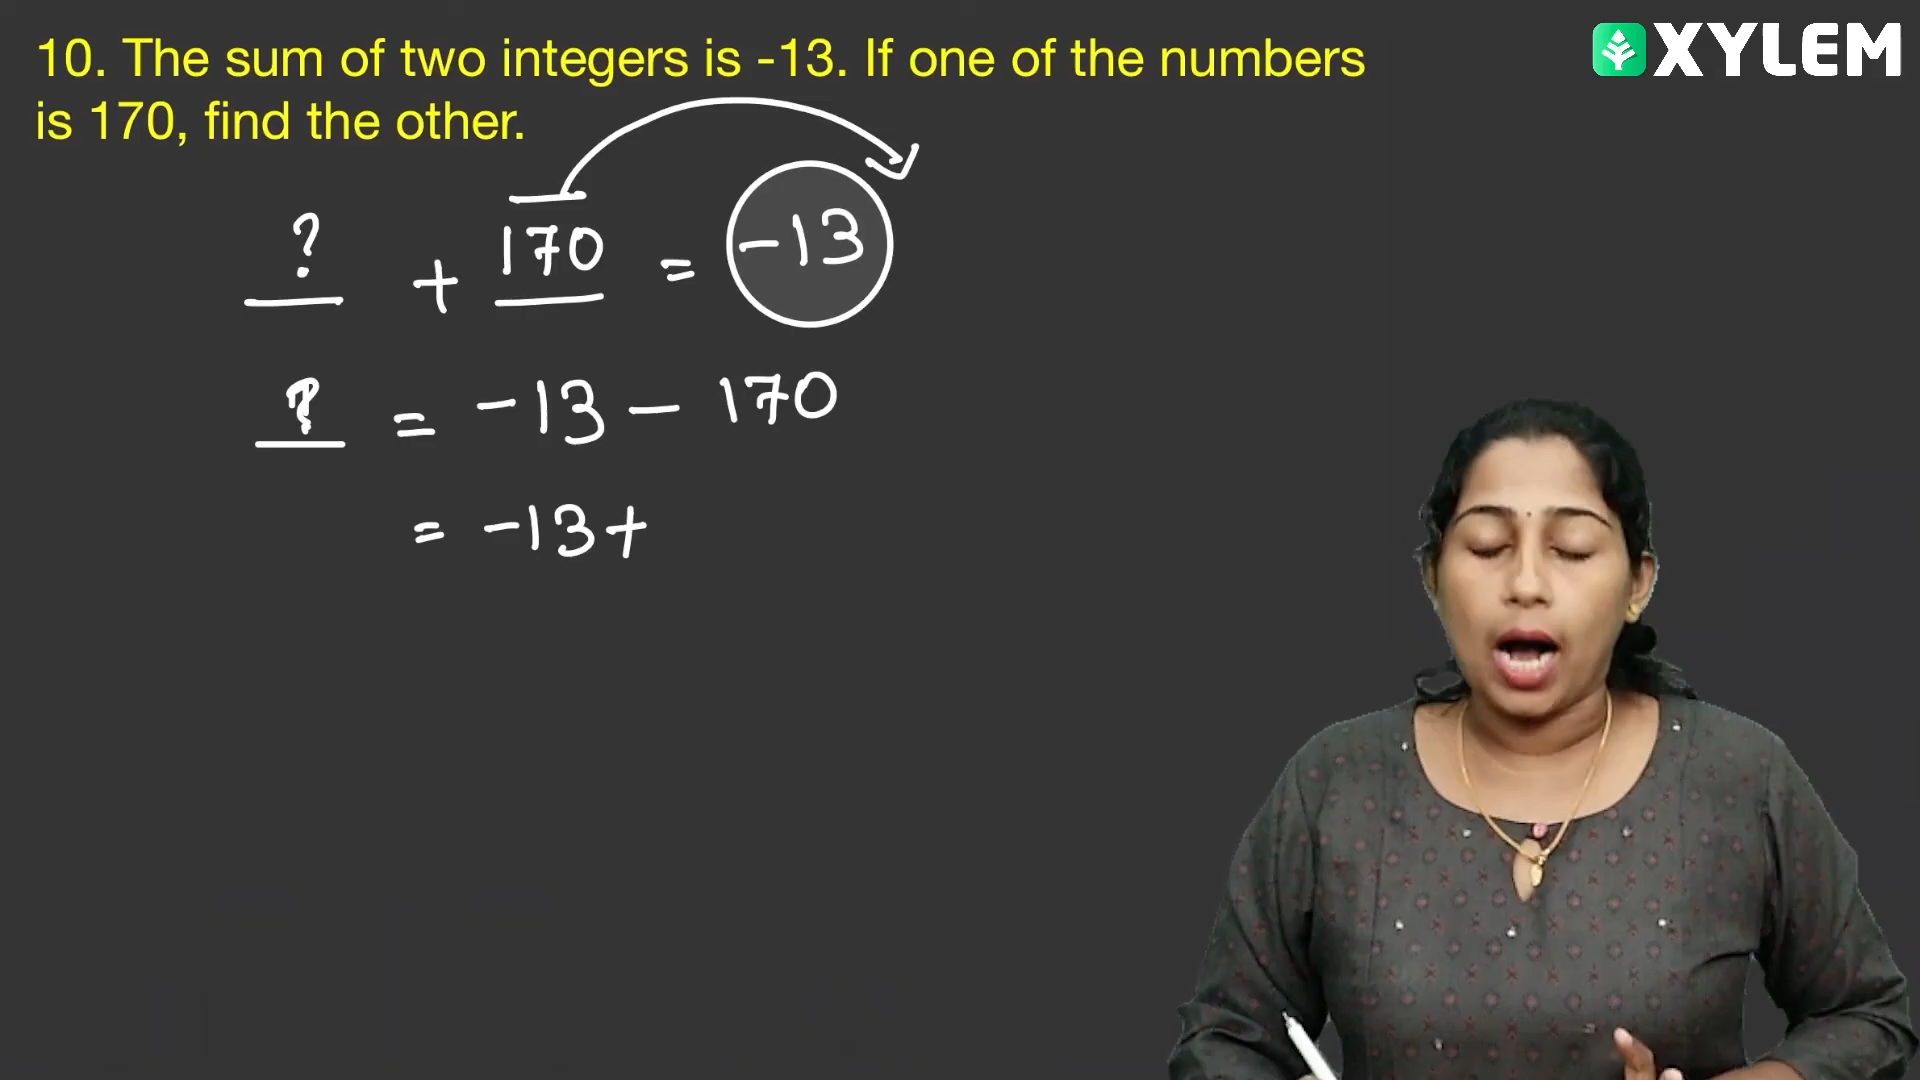 10. The sum of two integers is -13. If one of the numbers
is 170, find the other.
XYLEM
? + 170 = -13
? = -13 - 170
= -13+